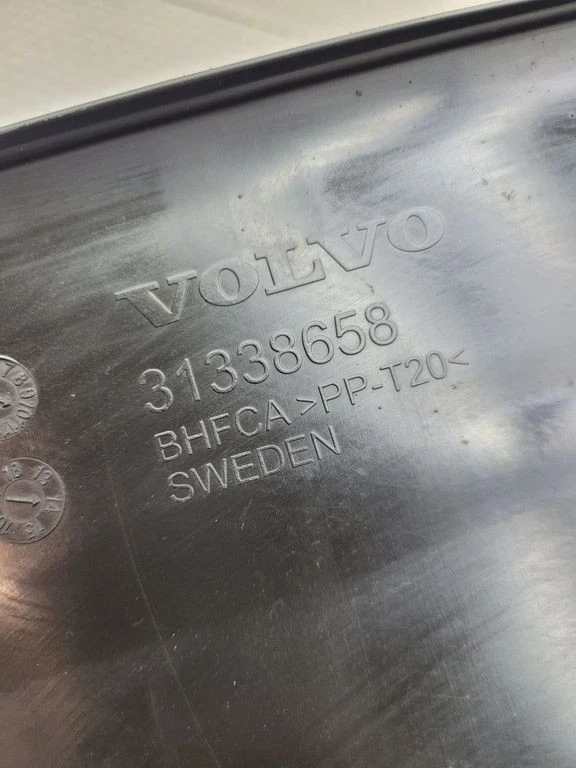 VOLVO
31338658
BHFCA >PP-T20<
SWEDEN